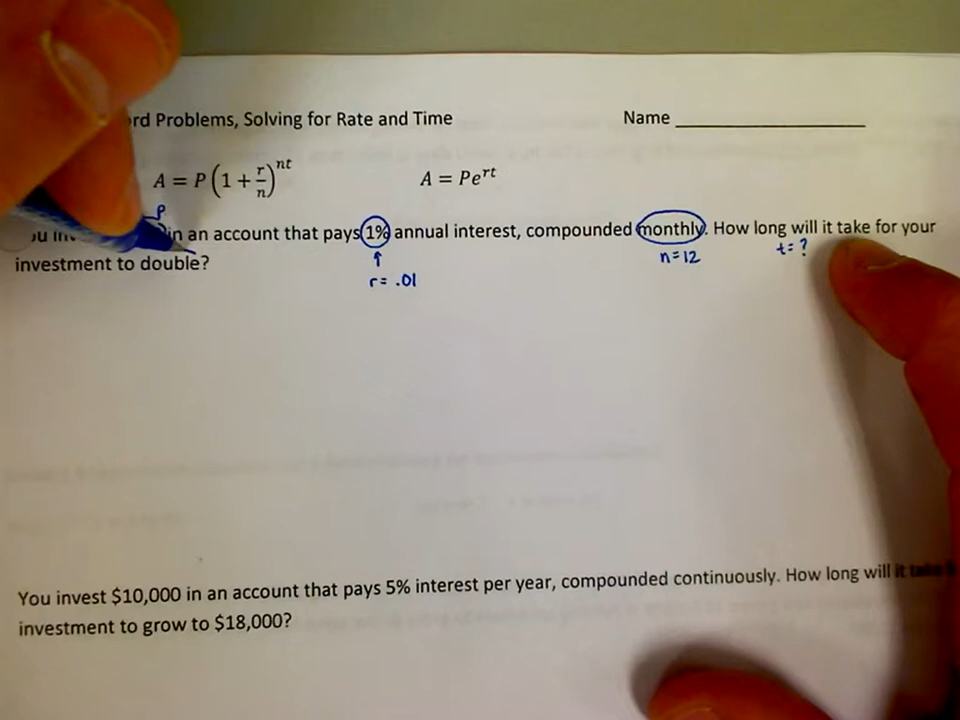 rd Problems, Solving for Rate and Time Name
A = P(1 + r/n)^nt A = Pe^rt
P
in an account that pays 1% annual interest, compounded monthly. How long will it take for your
investment to double? n=12 t=?
r= .01
You invest $10,000 in an account that pays 5% interest per year, compounded continuously. How long will it take
investment to grow to $18,000?